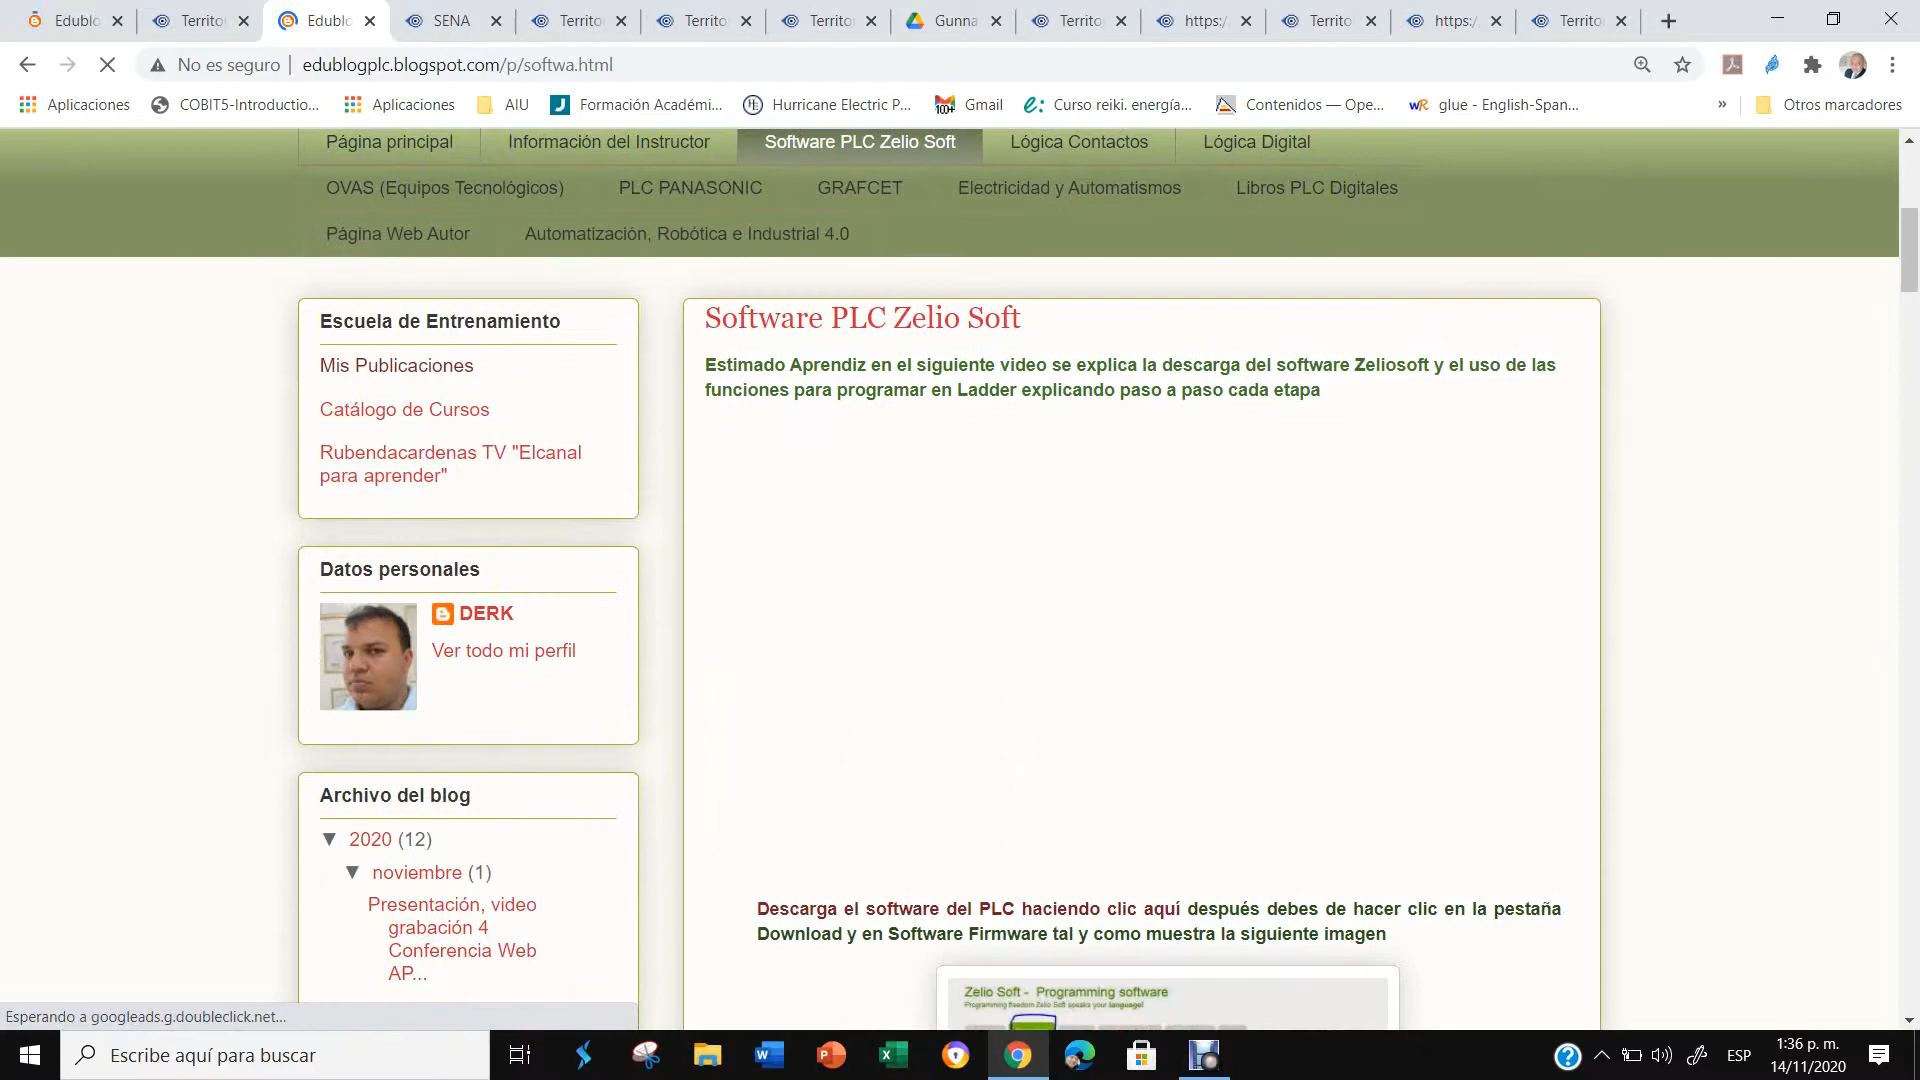 Edublo
Territo
Edublo
SENA
Territo
Territo
Territo
Gunna
Territo
https:/
Territo
https:/
Territo
No es seguro | edublogplc.blogspot.com/p/softwa.html
Aplicaciones
COBIT5-Introductio...
Aplicaciones
AIU
Formación Académi...
Hurricane Electric P...
Gmail
Curso reiki. energía...
Contenidos — Ope...
glue - English-Span...
»
Otros marcadores
Página principal
Información del Instructor
Software PLC Zelio Soft
Lógica Contactos
Lógica Digital
OVAS (Equipos Tecnológicos)
PLC PANASONIC
GRAFCET
Electricidad y Automatismos
Libros PLC Digitales
Página Web Autor
Automatización, Robótica e Industrial 4.0
Escuela de Entrenamiento
Mis Publicaciones
Catálogo de Cursos
Rubendacardenas TV "Elcanal
para aprender"
Datos personales
DERK
Ver todo mi perfil
Archivo del blog
▼ 2020 (12)
▼ noviembre (1)
Presentación, video
grabación 4
Conferencia Web
AP...
Software PLC Zelio Soft
Estimado Aprendiz en el siguiente video se explica la descarga del software Zeliosoft y el uso de las
funciones para programar en Ladder explicando paso a paso cada etapa
Descarga el software del PLC haciendo clic aquí después debes de hacer clic en la pestaña
Download y en Software Firmware tal y como muestra la siguiente imagen
Zelio Soft - Programming software
Programming freedom Zelio Soft speaks your language!
Esperando a googleads.g.doubleclick.net...
Escribe aquí para buscar
ESP
1:36 p. m.
14/11/2020